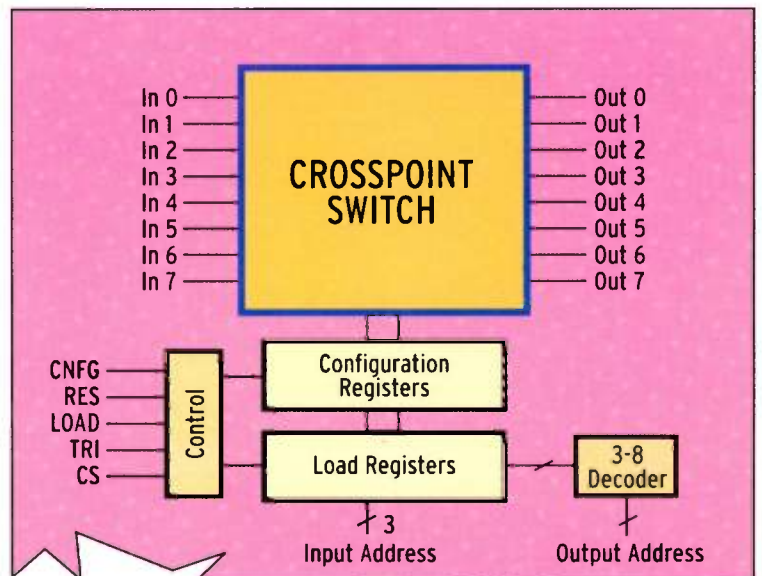 In 0
In 1
In 2
In 3
In 4
In 5
In 6
In 7
CROSSPOINT
SWITCH
Out 0
Out 1
Out 2
Out 3
Out 4
Out 5
Out 6
Out 7
CNFG
RES
LOAD
TRI
CS
Control
Configuration
Registers
Load Registers
3-8
Decoder
3
Input Address
Output Address